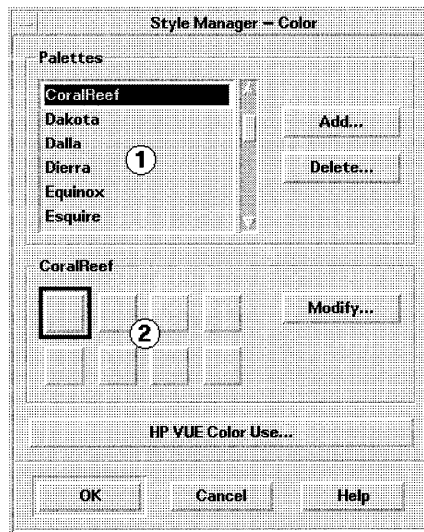 Style Manager – Color
Palettes
CoralReef
Dakota
Dalla
Dierra
Equinox
Esquire
1
Add...
Delete...
CoralReef
2
Modify...
HP VUE Color Use...
OK
Cancel
Help